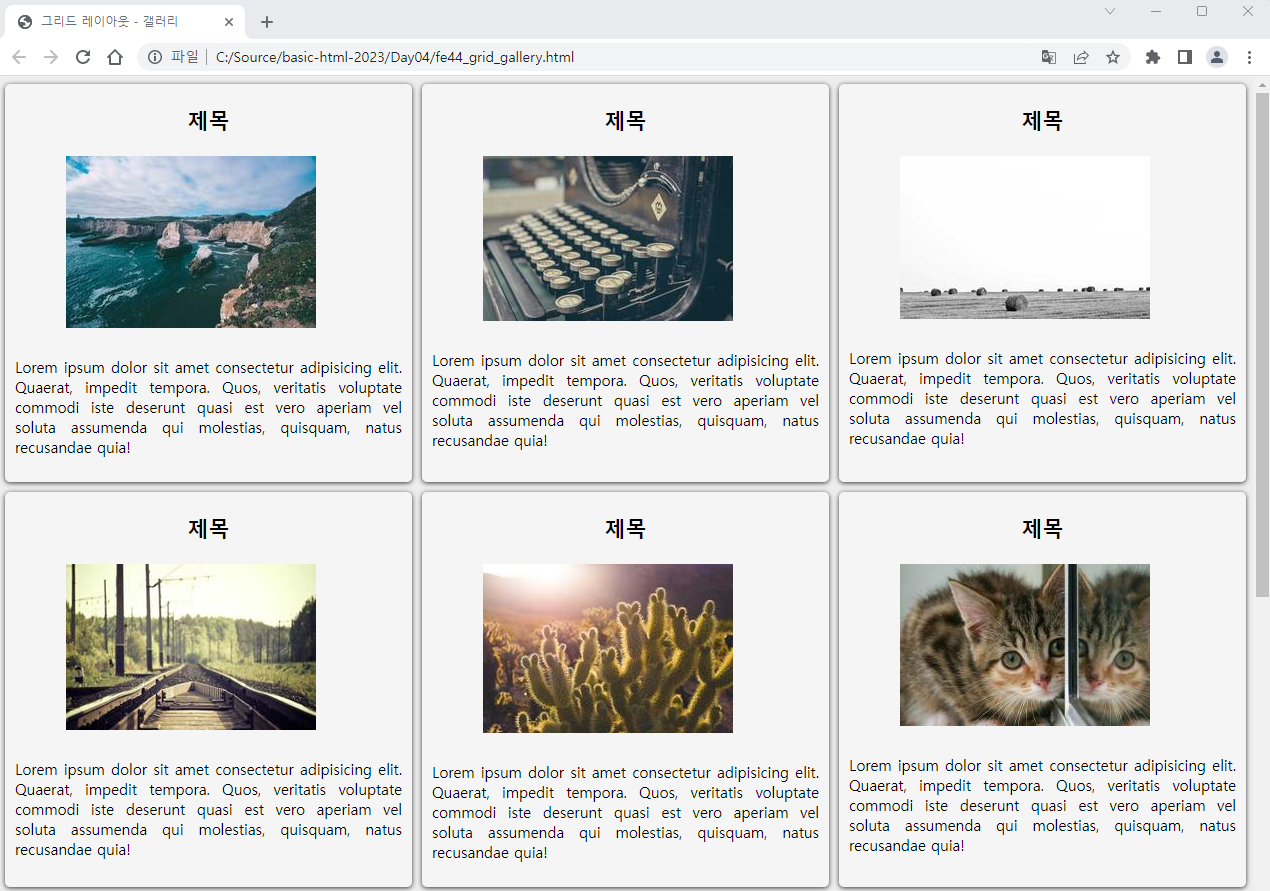 그리드 레이아웃 - 갤러리
파일 C:/Source/basic-html-2023/Day04/fe44_grid_gallery.html
제목
Lorem ipsum dolor sit amet consectetur adipisicing elit.
Quaerat, impedit tempora. Quos, veritatis voluptate
commodi iste deserunt quasi est vero aperiam vel
soluta assumenda qui molestias, quisquam, natus
recusandae quia!
제목
Lorem ipsum dolor sit amet consectetur adipisicing elit.
Quaerat, impedit tempora. Quos, veritatis voluptate
commodi iste deserunt quasi est vero aperiam vel
soluta assumenda qui molestias, quisquam, natus
recusandae quia!
제목
Lorem ipsum dolor sit amet consectetur adipisicing elit.
Quaerat, impedit tempora. Quos, veritatis voluptate
commodi iste deserunt quasi est vero aperiam vel
soluta assumenda qui molestias, quisquam, natus
recusandae quia!
제목
Lorem ipsum dolor sit amet consectetur adipisicing elit.
Quaerat, impedit tempora. Quos, veritatis voluptate
commodi iste deserunt quasi est vero aperiam vel
soluta assumenda qui molestias, quisquam, natus
recusandae quia!
제목
Lorem ipsum dolor sit amet consectetur adipisicing elit.
Quaerat, impedit tempora. Quos, veritatis voluptate
commodi iste deserunt quasi est vero aperiam vel
soluta assumenda qui molestias, quisquam, natus
recusandae quia!
제목
Lorem ipsum dolor sit amet consectetur adipisicing elit.
Quaerat, impedit tempora. Quos, veritatis voluptate
commodi iste deserunt quasi est vero aperiam vel
soluta assumenda qui molestias, quisquam, natus
recusandae quia!